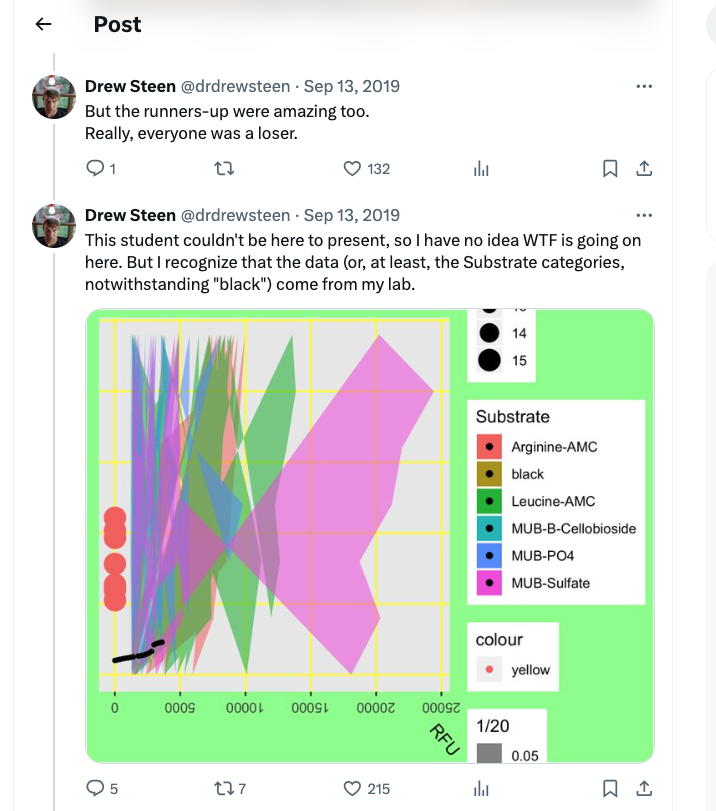 Post
Drew Steen @drdrewsteen · Sep 13, 2019
But the runners-up were amazing too.
Really, everyone was a loser.
1
132
Drew Steen @drdrewsteen · Sep 13, 2019
This student couldn't be here to present, so I have no idea WTF is going on
here. But I recognize that the data (or, at least, the Substrate categories,
notwithstanding "black") come from my lab.
14
15
Substrate
Arginine-AMC
black
Leucine-AMC
MUB-B-Cellobioside
MUB-PO4
MUB-Sulfate
colour
yellow
1/20
0.05
0 5000 10000 15000 20000 25000
RFU
5 7 215